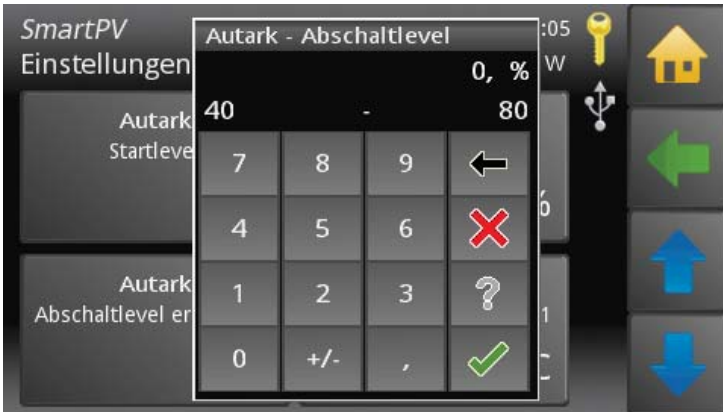 SmartPV
Einstellungen
Autark - Abschaltlevel
:05
0, %
W
40 - 80
Autark
Startleve
7 8 9
4 5 6
1 2 3
0 +/- ,
?
Autark
Abschaltlevel er
1